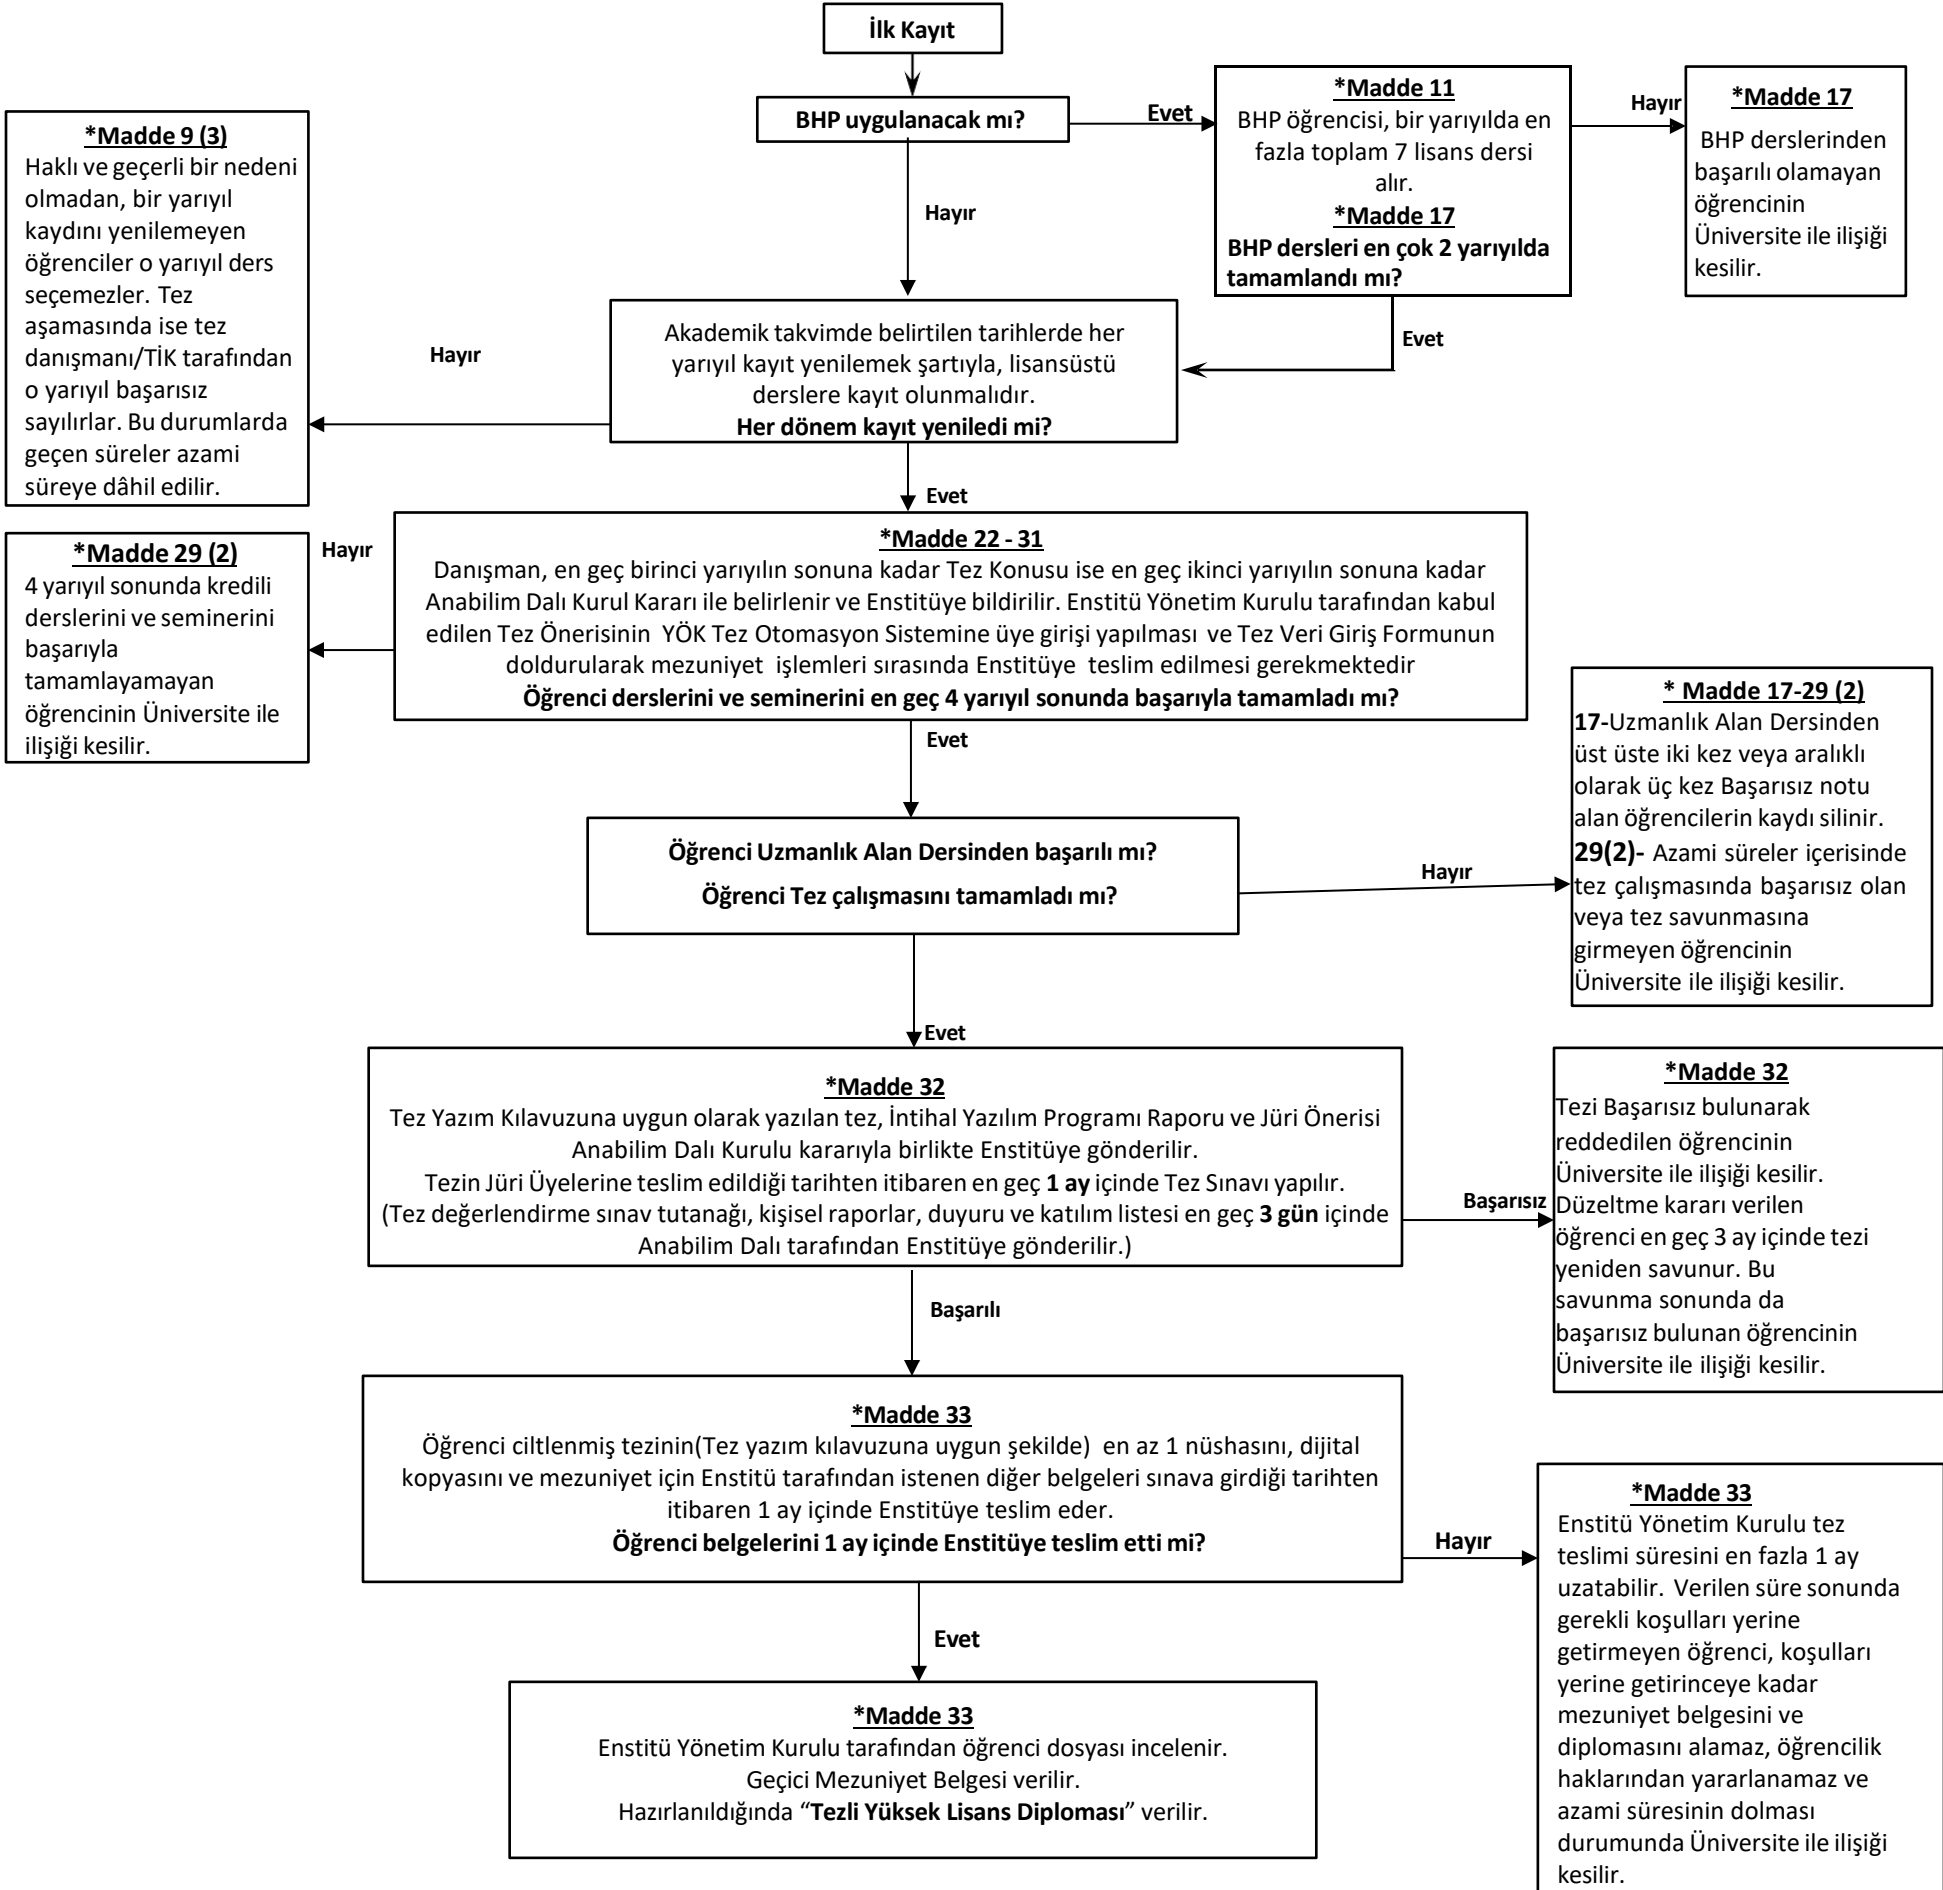 İlk Kayıt
BHP uygulanacak mı?
Evet
*Madde 11
BHP öğrencisi, bir yarıyılda en
fazla toplam 7 lisans dersi
alır.
*Madde 17
BHP dersleri en çok 2 yarıyılda
tamamlandı mı?
Hayır
*Madde 17
BHP derslerinden
başarılı olamayan
öğrencinin
Üniversite ile ilişiği
kesilir.
*Madde 9 (3)
Haklı ve geçerli bir nedeni
olmadan, bir yarıyıl
kaydını yenilemeyen
öğrenciler o yarıyıl ders
seçemezler. Tez
aşamasında ise tez
danışmanı/TİK tarafından
o yarıyıl başarısız
sayılırlar. Bu durumlarda
geçen süreler azami
süreye dâhil edilir.
Hayır
Evet
Hayır
Akademik takvimde belirtilen tarihlerde her
yarıyıl kayıt yenilemek şartıyla, lisansüstü
derslere kayıt olunmalıdır.
Her dönem kayıt yeniledi mi?
Evet
*Madde 29 (2)
4 yarıyıl sonunda kredili
derslerini ve seminerini
başarıyla
tamamlayamayan
öğrencinin Üniversite ile
ilişiği kesilir.
Hayır
*Madde 22 - 31
Danışman, en geç birinci yarıyılın sonuna kadar Tez Konusu ise en geç ikinci yarıyılın sonuna kadar
Anabilim Dalı Kurul Kararı ile belirlenir ve Enstitüye bildirilir. Enstitü Yönetim Kurulu tarafından kabul
edilen Tez Önerisinin YÖK Tez Otomasyon Sistemine üye girişi yapılması ve Tez Veri Giriş Formunun
doldurularak mezuniyet işlemleri sırasında Enstitüye teslim edilmesi gerekmektedir
Öğrenci derslerini ve seminerini en geç 4 yarıyıl sonunda başarıyla tamamladı mı?
Evet
Öğrenci Uzmanlık Alan Dersinden başarılı mı?
Öğrenci Tez çalışmasını tamamladı mı?
Hayır
* Madde 17-29 (2)
17-Uzmanlık Alan Dersinden
üst üste iki kez veya aralıklı
olarak üç kez Başarısız notu
alan öğrencilerin kaydı silinir.
29(2)- Azami süreler içerisinde
tez çalışmasında başarısız olan
veya tez savunmasına
girmeyen öğrencinin
Üniversite ile ilişiği kesilir.
Evet
*Madde 32
Tez Yazım Kılavuzuna uygun olarak yazılan tez, İntihal Yazılım Programı Raporu ve Jüri Önerisi
Anabilim Dalı Kurulu kararıyla birlikte Enstitüye gönderilir.
Tezin Jüri Üyelerine teslim edildiği tarihten itibaren en geç 1 ay içinde Tez Sınavı yapılır.
(Tez değerlendirme sınav tutanağı, kişisel raporlar, duyuru ve katılım listesi en geç 3 gün içinde
Anabilim Dalı tarafından Enstitüye gönderilir.)
Başarısız
*Madde 32
Tezi Başarısız bulunarak
reddedilen öğrencinin
Üniversite ile ilişiği kesilir.
Düzeltme kararı verilen
öğrenci en geç 3 ay içinde tezi
yeniden savunur. Bu
savunma sonunda da
başarısız bulunan öğrencinin
Üniversite ile ilişiği kesilir.
Başarılı
*Madde 33
Öğrenci ciltlenmiş tezinin(Tez yazım kılavuzuna uygun şekilde) en az 1 nüshasını, dijital
kopyasını ve mezuniyet için Enstitü tarafından istenen diğer belgeleri sınava girdiği tarihten
itibaren 1 ay içinde Enstitüye teslim eder.
Öğrenci belgelerini 1 ay içinde Enstitüye teslim etti mi?
Hayır
*Madde 33
Enstitü Yönetim Kurulu tez
teslimi süresini en fazla 1 ay
uzatabilir. Verilen süre sonunda
gerekli koşulları yerine
getirmeyen öğrenci, koşulları
yerine getirinceye kadar
mezuniyet belgesini ve
diplomasını alamaz, öğrencilik
haklarından yararlanamaz ve
azami süresinin dolması
durumunda Üniversite ile ilişiği
kesilir.
Evet
*Madde 33
Enstitü Yönetim Kurulu tarafından öğrenci dosyası incelenir.
Geçici Mezuniyet Belgesi verilir.
Hazırlanıldığında “Tezli Yüksek Lisans Diploması” verilir.